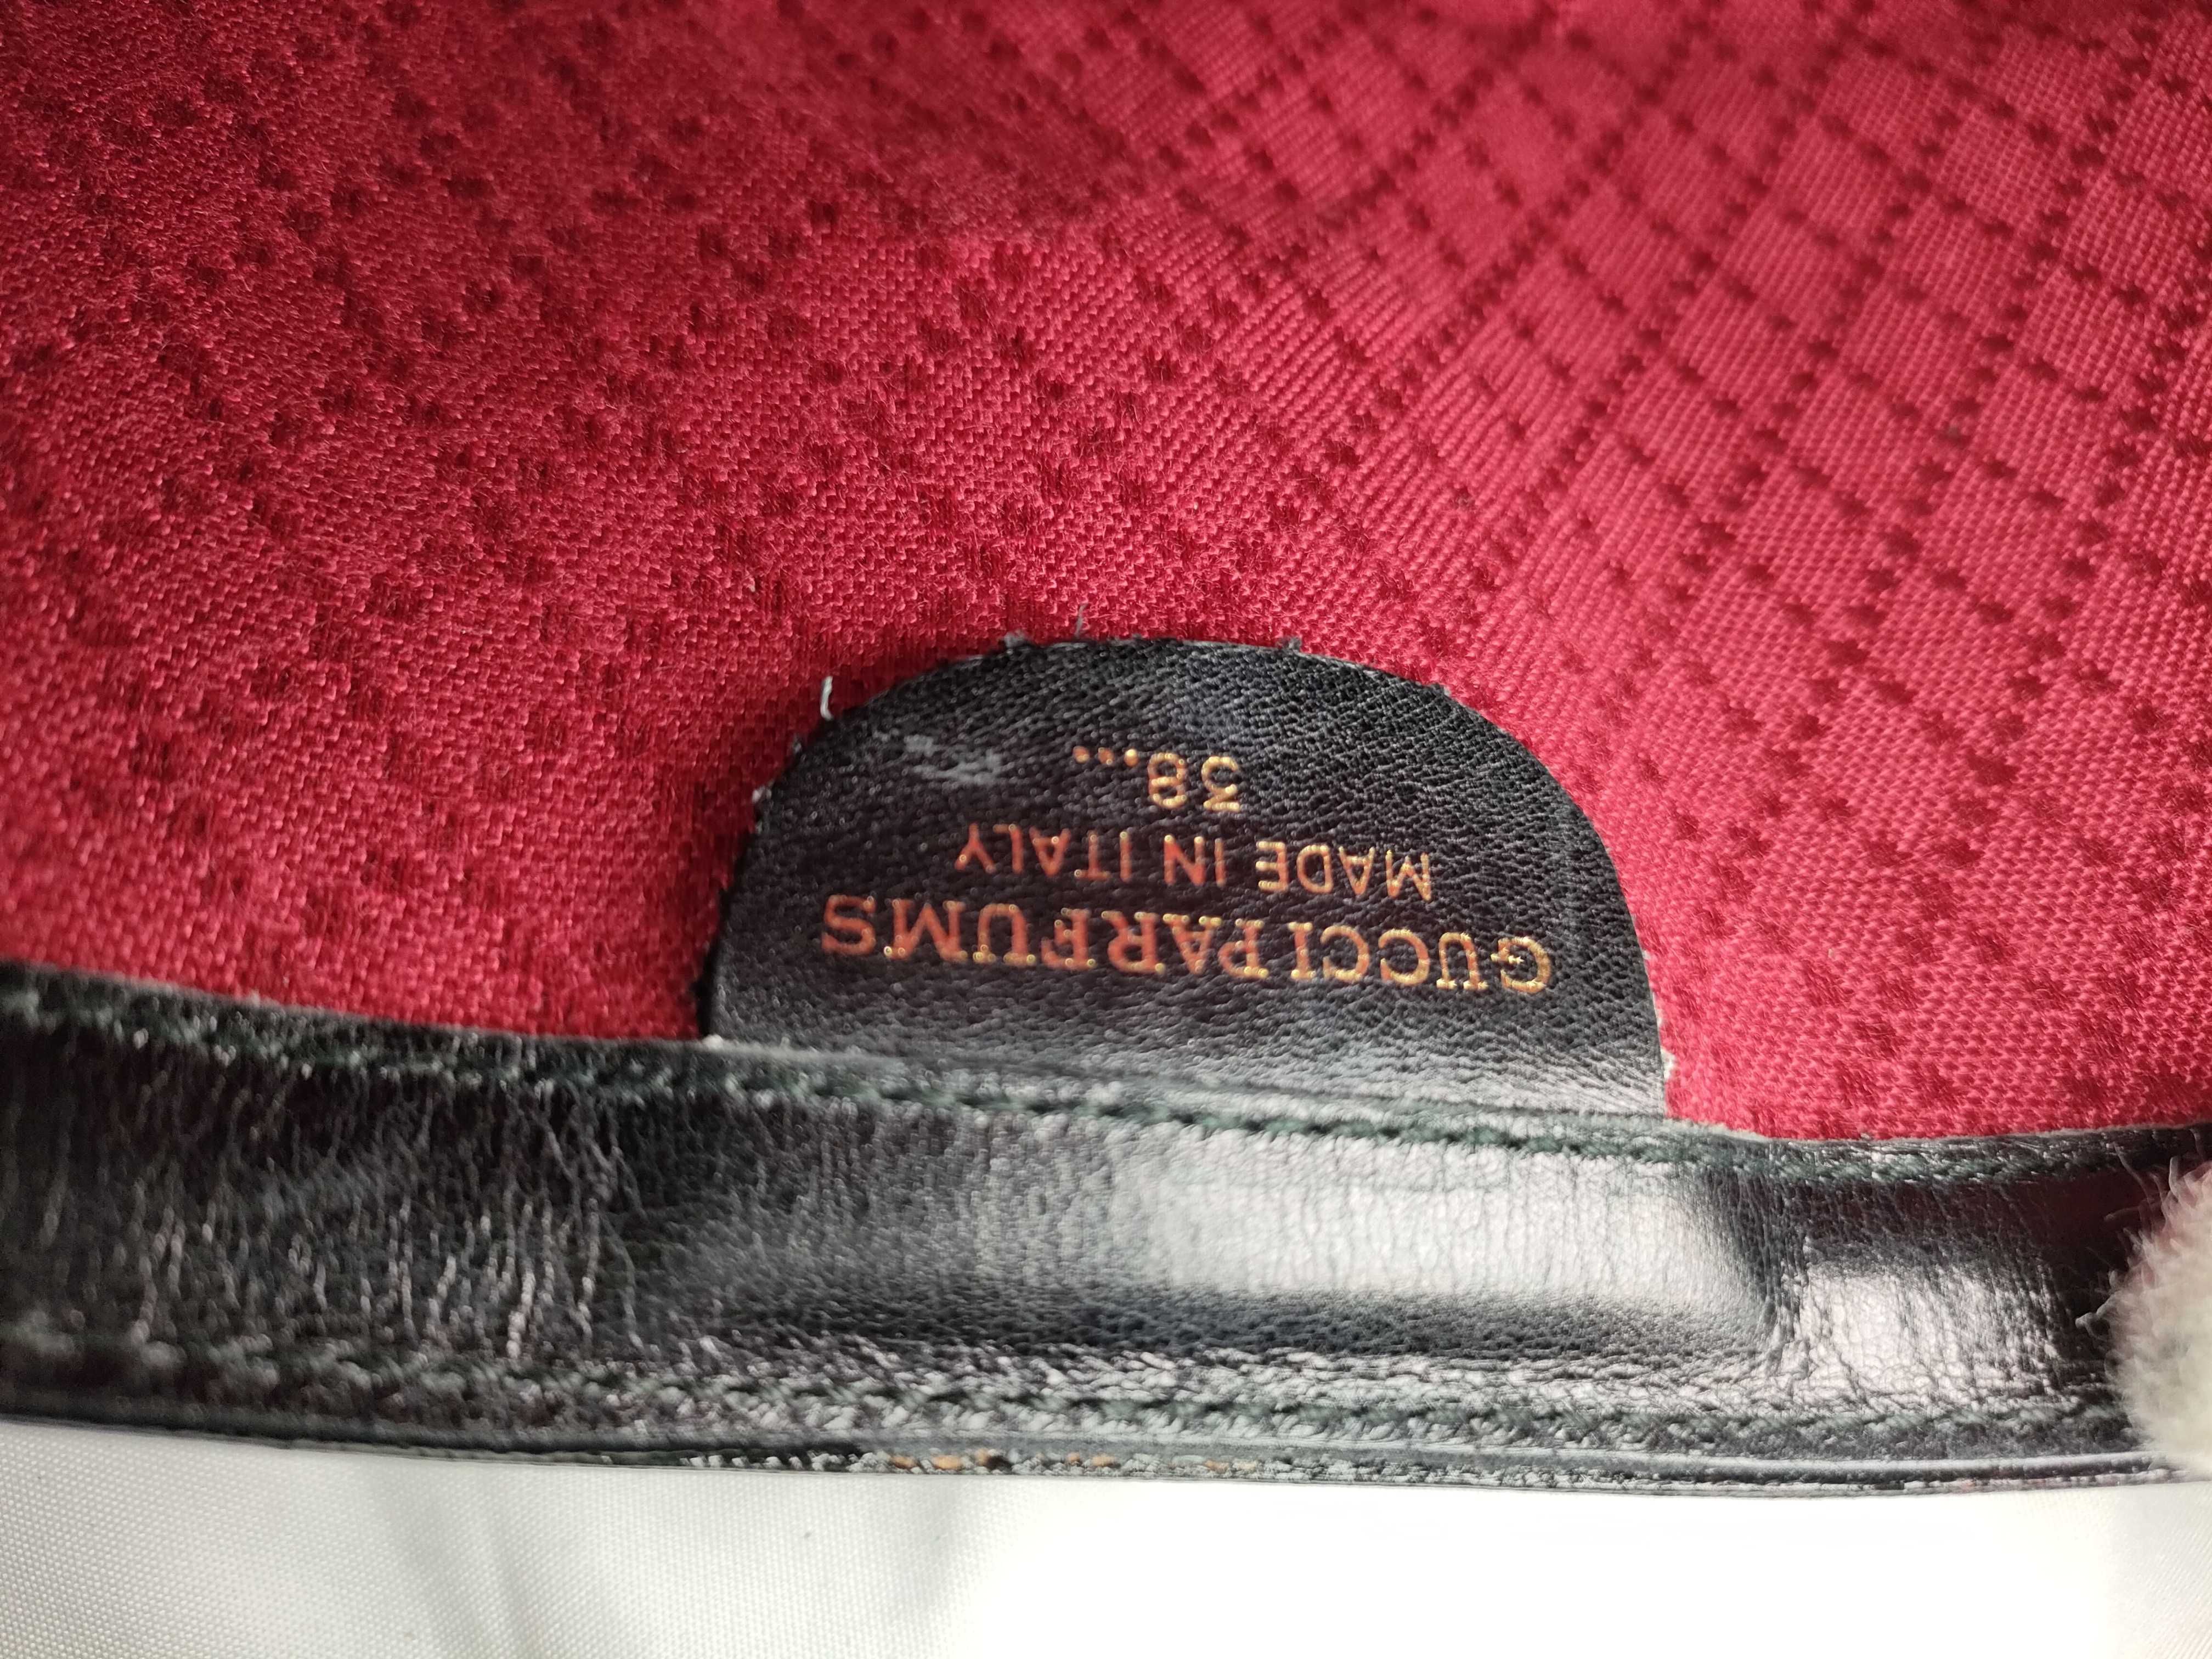 GUCCI PARFUMS
MADE IN ITALY
38...